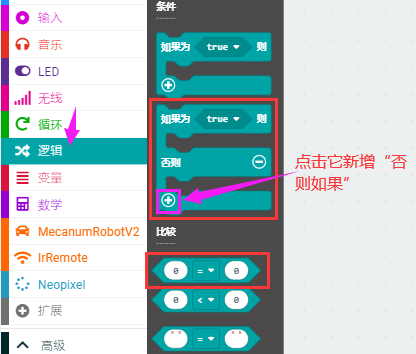 输入
音乐
LED
无线
循环
逻辑
变量
数学
MecanumRobotV2
IrRemote
Neopixel
扩展
高级
条件
如果为 true 则
如果为 true 则
否则
点击它新增“否
则如果”
比较
0 = 0
0 < 0
" " = " "